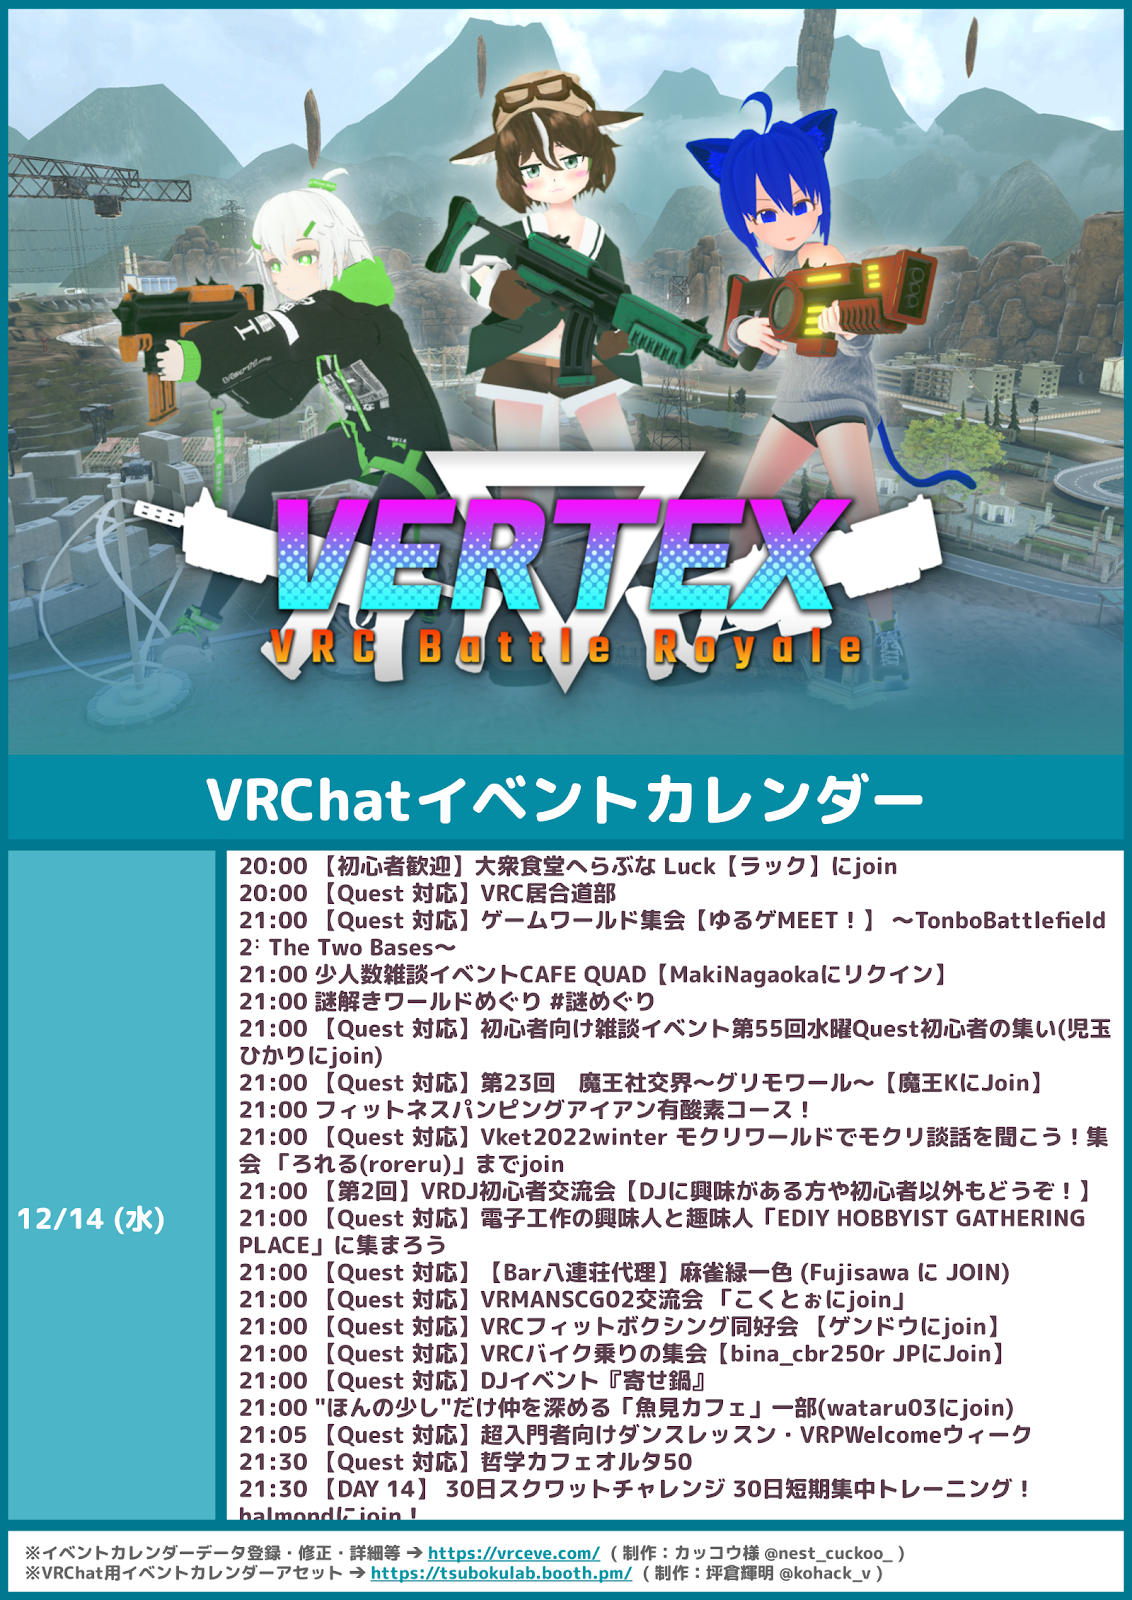 VERTEX
VRC Battle Royale
VRChatイベントカレンダー
12/14 (水)
20:00 【初心者歓迎】大衆食堂へらぶな Luck【ラック】にjoin
20:00 【Quest 対応】VRC居合道部
21:00 【Quest 対応】ゲームワールド集会【ゆるゲMEET！】 ～TonboBattlefield
2: The Two Bases～
21:00 少人数雑談イベントCAFE QUAD【MakiNagaokaにリクイン】
21:00 謎解きワールドめぐり #謎めぐり
21:00 【Quest 対応】初心者向け雑談イベント第55回水曜Quest初心者の集い(児玉
ひかりにjoin)
21:00 【Quest 対応】第23回　魔王社交界～グリモワール～【魔王KにJoin】
21:00 フィットネスパンピングアイアン有酸素コース！
21:00 【Quest 対応】Vket2022winter モクリワールドでモクリ談話を聞こう！集
会 「ろれる(roreru)」までjoin
21:00 【第2回】VRDJ初心者交流会【DJに興味がある方や初心者以外もどうぞ！】
21:00 【Quest 対応】電子工作の興味人と趣味人「EDIY HOBBYIST GATHERING
PLACE」に集まろう
21:00 【Quest 対応】【Bar八連荘代理】麻雀緑一色 (Fujisawa に JOIN)
21:00 【Quest 対応】VRMANSCG02交流会 「こくとぉにjoin」
21:00 【Quest 対応】VRCフィットボクシング同好会 【ゲンドウにjoin】
21:00 【Quest 対応】VRCバイク乗りの集会【bina_cbr250r JPにJoin】
21:00 【Quest 対応】DJイベント『寄せ鍋』
21:00 "ほんの少し"だけ仲を深める「魚見カフェ」一部(wataru03にjoin)
21:05 【Quest 対応】超入門者向けダンスレッスン・VRPWelcomeウィーク
21:30 【Quest 対応】哲学カフェオルタ50
21:30 【DAY 14】 30日スクワットチャレンジ 30日短期集中トレーニング！
halmondにjoin！
※イベントカレンダーデータ登録・修正・詳細等 ➔ https://vrceve.com/ ( 制作：カッコウ様 @nest_cuckoo_ )
※VRChat用イベントカレンダーアセット ➔ https://tsubokulab.booth.pm/ ( 制作：坪倉輝明 @kohack_v )